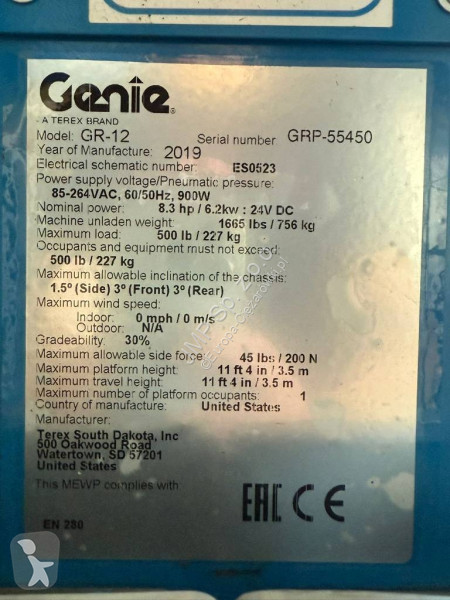 Genie®
A TEREX BRAND
Model: GR-12 Serial number GRP-55450
Year of Manufacture: 2019
Electrical schematic number: ES0523
Power supply voltage/Pneumatic pressure:
85-264VAC, 60/50Hz, 900W
Nominal power: 8.3 hp / 6.2kw : 24V DC
Machine unladen weight: 1665 lbs / 756 kg
Maximum load: 500 lb / 227 kg
Occupants and equipment must not exceed:
500 lb / 227 kg
Maximum allowable inclination of the chassis:
1.5º (Side) 3º (Front) 3º (Rear)
Maximum wind speed:
Indoor: 0 mph / 0 m/s
Outdoor: N/A
Gradeability: 30%
Maximum allowable side force: 45 lbs / 200 N
Maximum platform height: 11 ft 4 in / 3.5 m
Maximum travel height: 11 ft 4 in / 3.5 m
Maximum number of platform occupants: 1
Country of manufacture: United States
Manufacturer:
Terex South Dakota, Inc
500 Oakwood Road
Watertown, SD 57201
United States
This MEWP complies with
EN 280
EAC CE